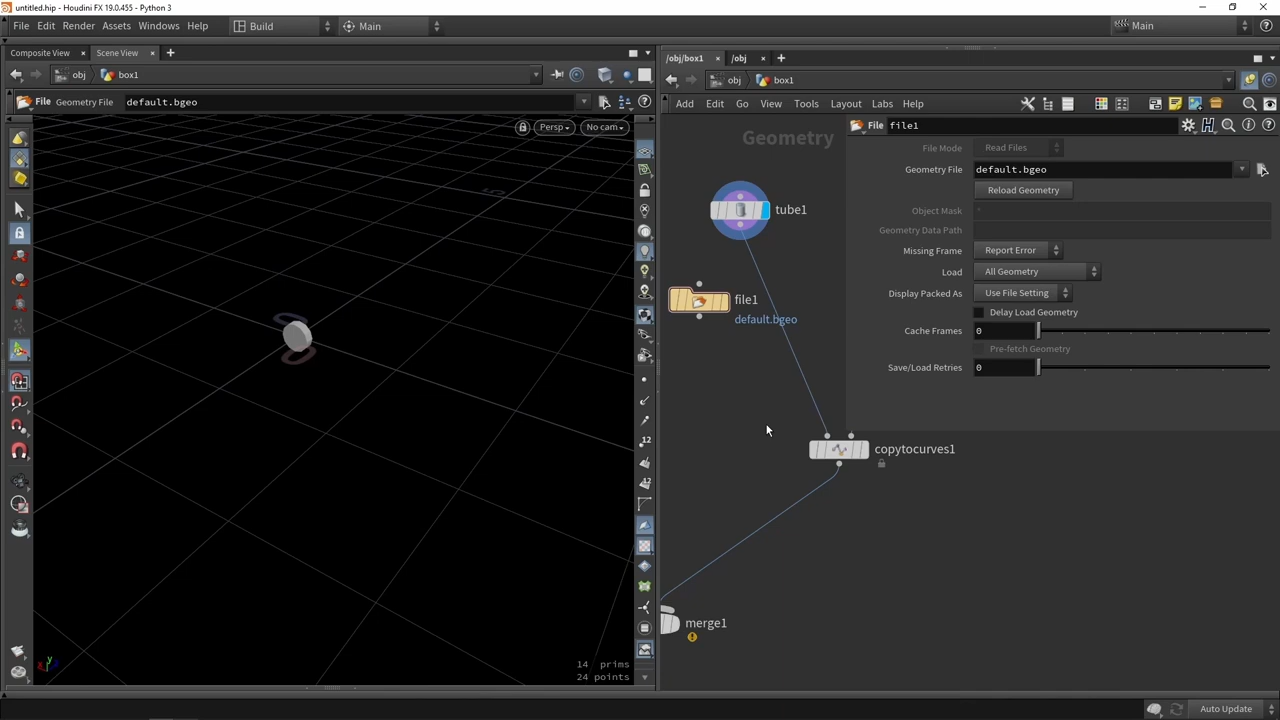 untitled.hip - Houdini FX 19.0.455 - Python 3
File Edit Render Assets Windows Help Build Main Main
Composite View Scene View
obj box1
File Geometry File default.bgeo
Persp No cam
12
12
14 prims
24 points
/obj/box1 /obj
obj box1
Add Edit Go View Tools Layout Labs Help
Geometry
File file1
File Mode Read Files
Geometry File default.bgeo
Reload Geometry
Object Mask *
Geometry Data Path
Missing Frame Report Error
Load All Geometry
Display Packed As Use File Setting
Delay Load Geometry
Cache Frames 0
Pre-fetch Geometry
Save/Load Retries 0
tube1
file1
default.bgeo
copytocurves1
merge1
Auto Update